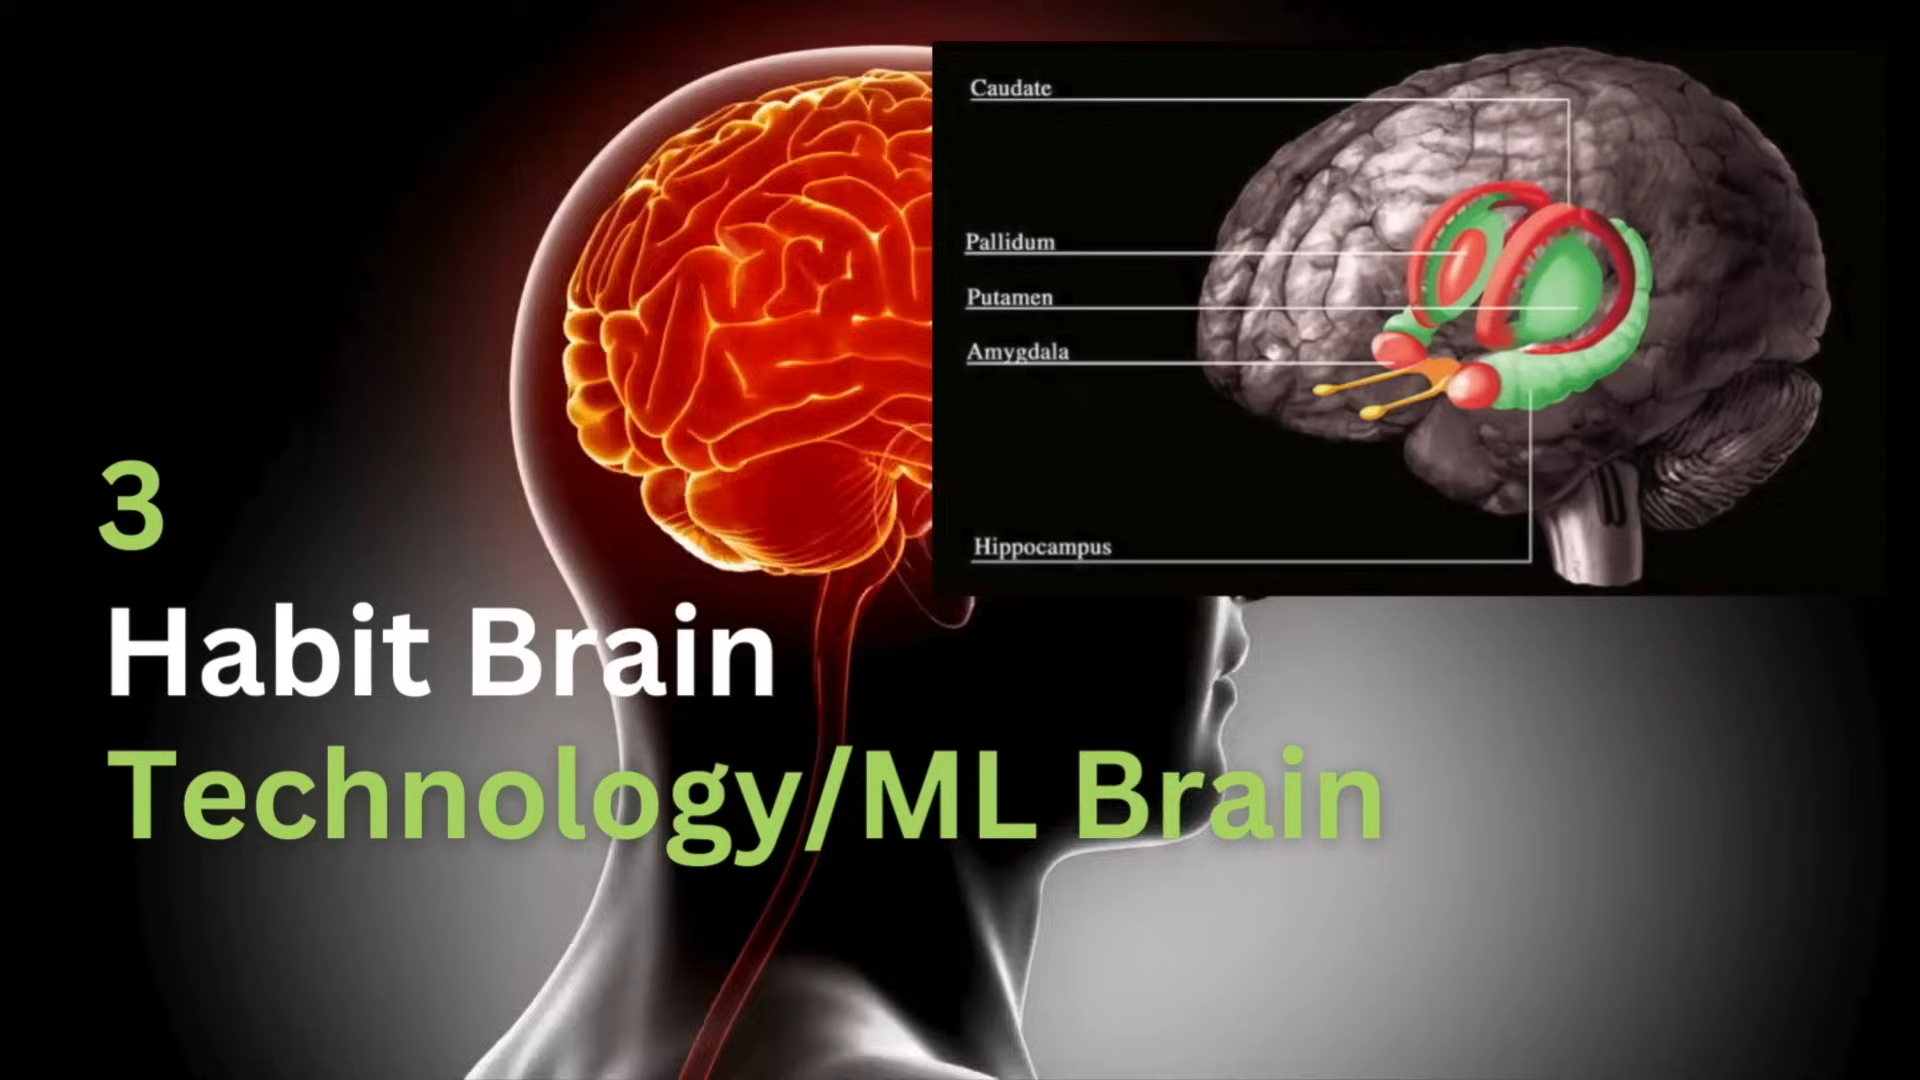 3
Habit Brain
Technology/ML Brain
Caudate
Pallidum
Putamen
Amygdala
Hippocampus